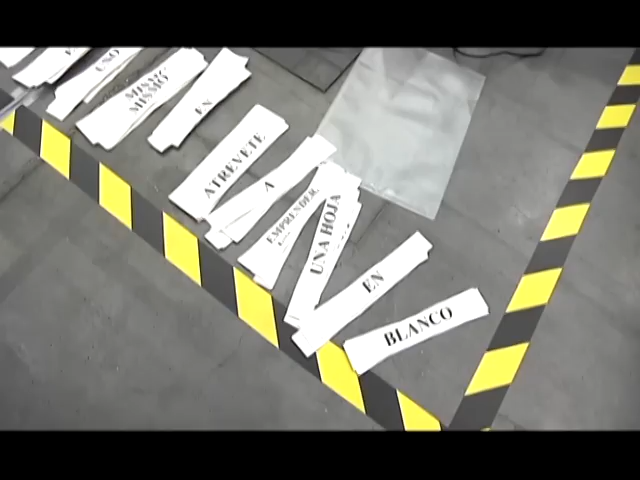 UNO
MISMO
EN
ATREVETE
A
EMPRENDER
UNA HOJA
EN
BLANCO